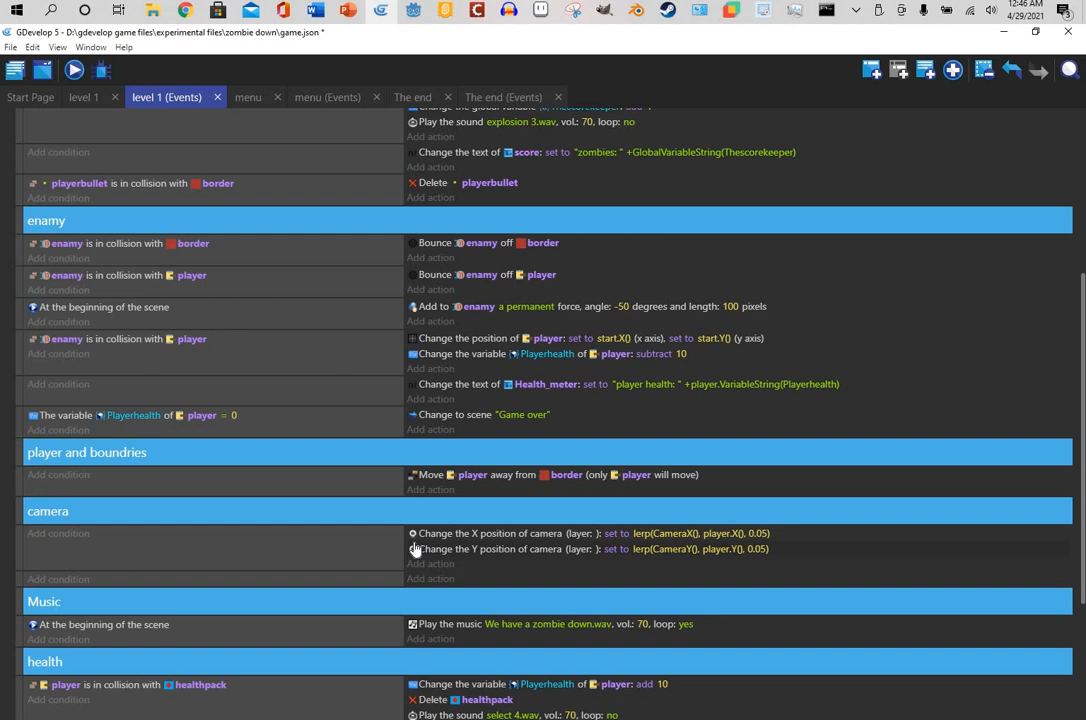 12:46 AM
4/29/2021
3
GDevelop 5 - D:\gdevelop game files\experimental files\zombie down\game.json *
File Edit View Window Help
Start Page level 1 × level 1 (Events) × menu × menu (Events) × The end × The end (Events) ×
Play the sound explosion 3.wav, vol.: 70, loop: no
Add action
Add condition Change the text of score: set to "zombies: " +GlobalVariableString(Thescorekeeper)
Add action
playerbullet is in collision with border Delete playerbullet
Add condition Add action
enamy
enamy is in collision with border Bounce enamy off border
Add condition Add action
enamy is in collision with player Bounce enamy off player
Add condition Add action
At the beginning of the scene Add to enamy a permanent force, angle: -50 degrees and length: 100 pixels
Add condition Add action
enamy is in collision with player Change the position of player: set to start.X() (x axis), set to start.Y() (y axis)
Add condition Change the variable Playerhealth of player: subtract 10
Add action
Add condition Change the text of Health_meter: set to "player health: " +player.VariableString(Playerhealth)
Add action
The variable Playerhealth of player = 0 Change to scene "Game over"
Add condition Add action
player and boundries
Add condition Move player away from border (only player will move)
Add action
camera
Add condition Change the X position of camera (layer: ): set to lerp(CameraX(), player.X(), 0.05)
Change the Y position of camera (layer: ): set to lerp(CameraY(), player.Y(), 0.05)
Add action
Add condition Add action
Music
At the beginning of the scene Play the music We have a zombie down.wav, vol.: 70, loop: yes
Add condition Add action
health
player is in collision with healthpack Change the variable Playerhealth of player: add 10
Add condition Delete healthpack
Play the sound select 4.wav, vol.: 70, loop: no